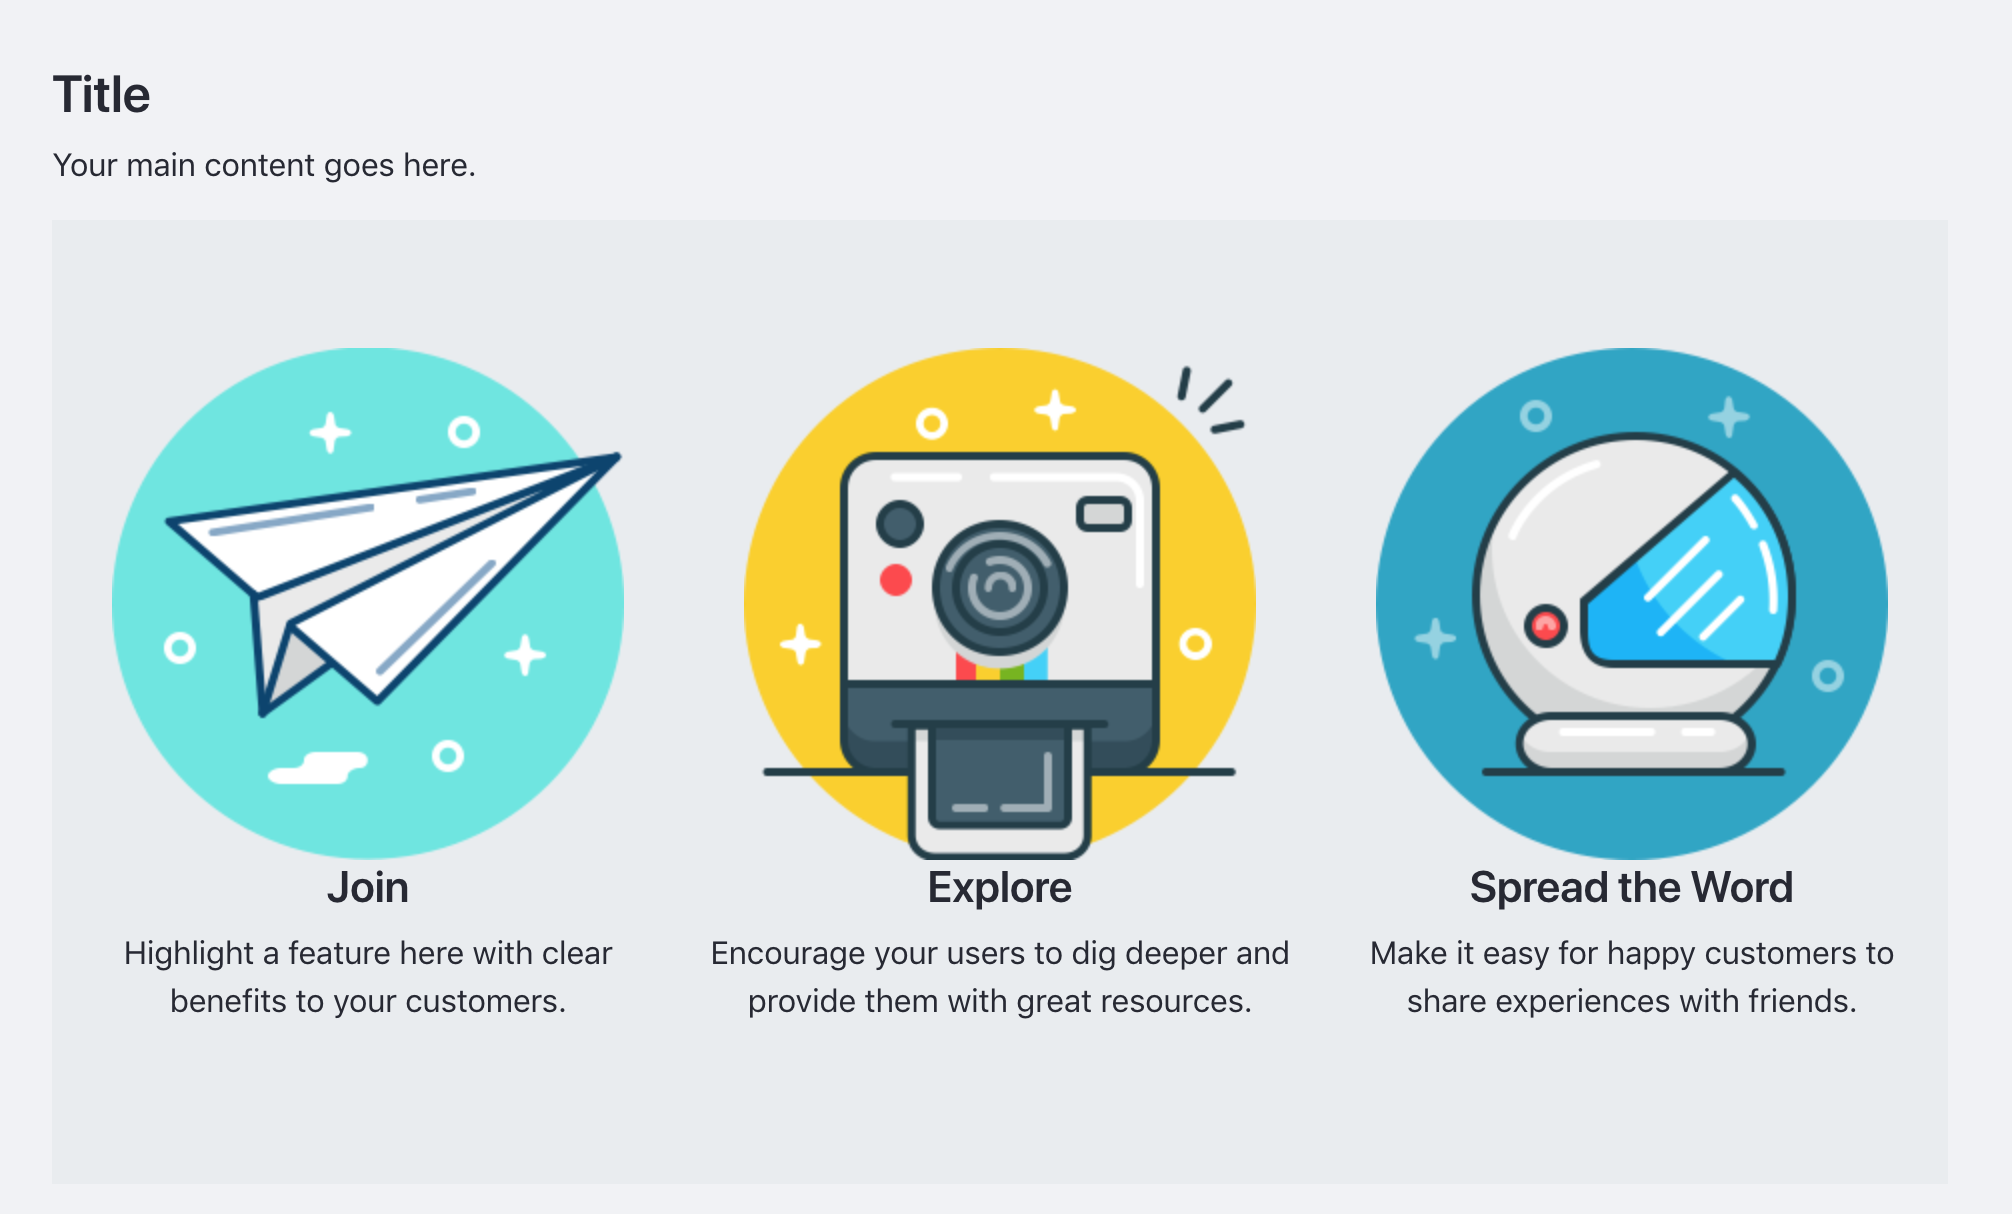 Title
Your main content goes here.
Join
Highlight a feature here with clear
benefits to your customers.
Explore
Encourage your users to dig deeper and
provide them with great resources.
Spread the Word
Make it easy for happy customers to
share experiences with friends.